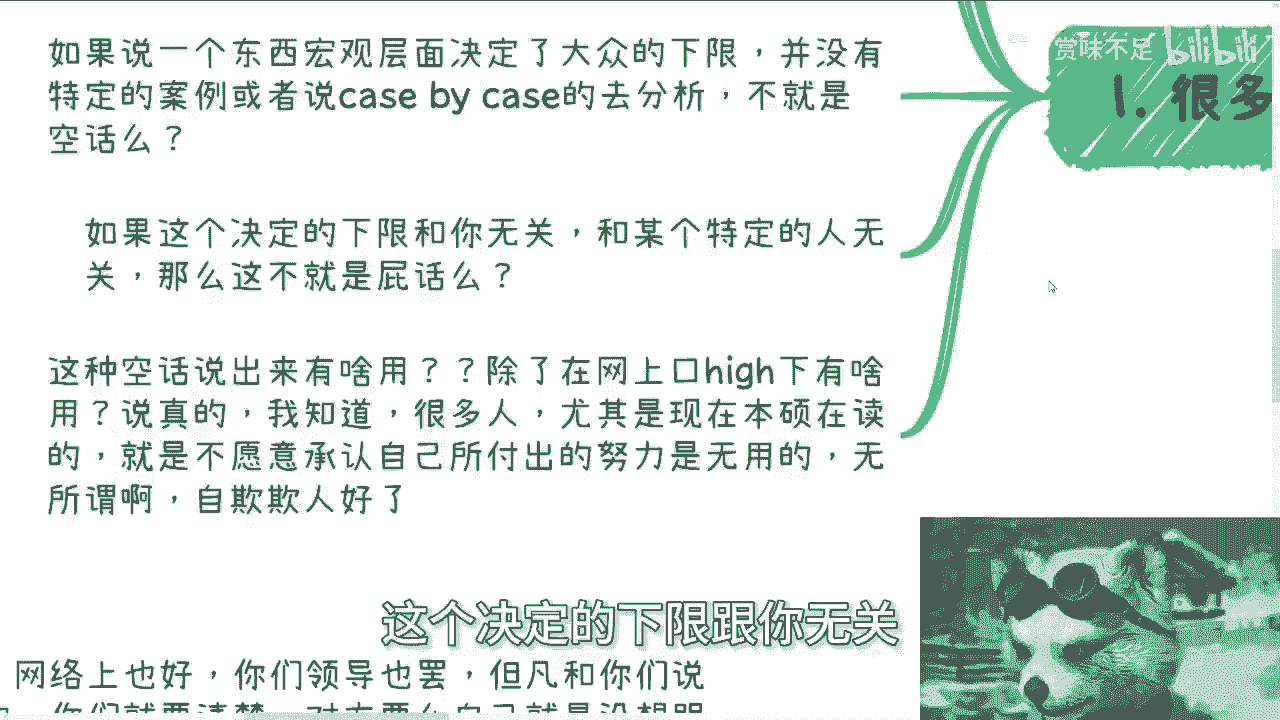 如果说一个东西宏观层面决定了大众的下限，并没有
特定的案例或者说case by case的去分析，不就是
空话么？
如果这个决定的下限和你无关，和某个特定的人无
关，那么这不就是屁话么？
这种空话说出来有啥用？？除了在网上口high下有啥
用？说真的，我知道，很多人，尤其是现在本硕在读
的，就是不愿意承认自己所付出的努力是无用的，无
所谓啊，自欺欺人好了
赏味不足 bilibili
1. 很多
这个决定的下限跟你无关
网络上也好，你们领导也罢，但凡和你们说